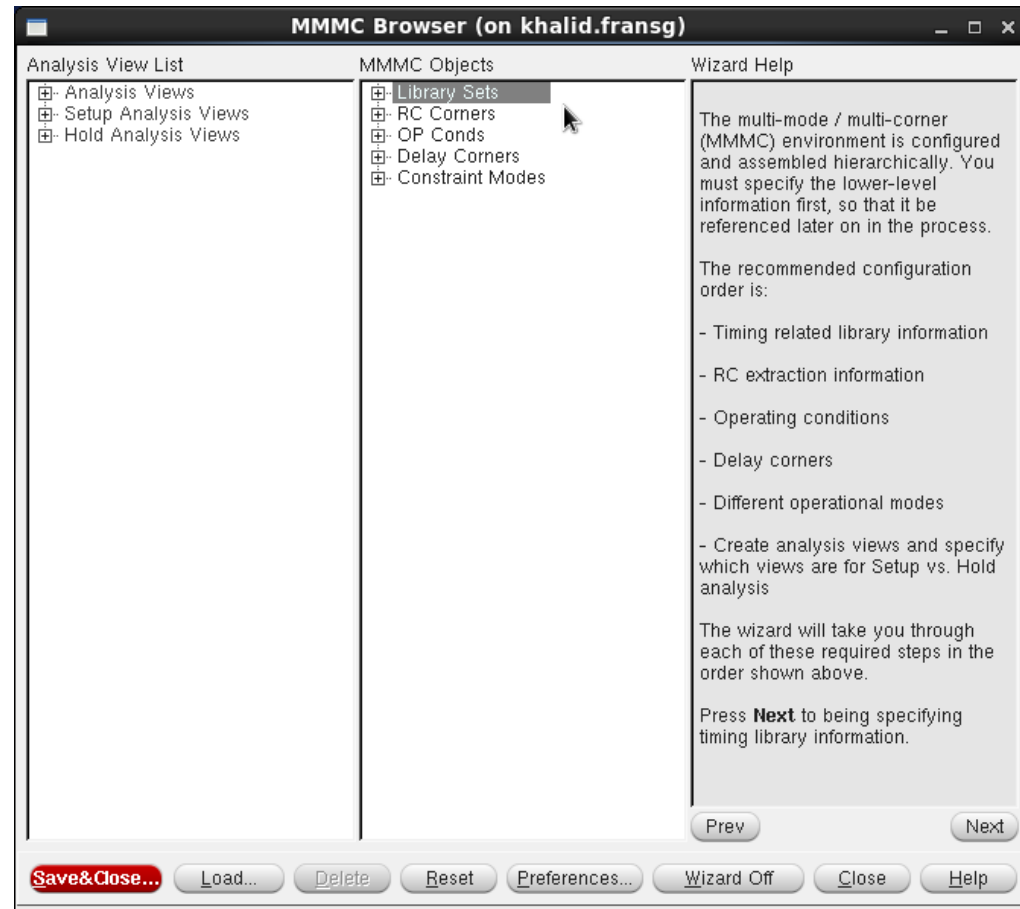 MMMC Browser (on khalid.fransg)
Analysis View List
Analysis Views
Setup Analysis Views
Hold Analysis Views
MMMC Objects
Library Sets
RC Corners
OP Conds
Delay Corners
Constraint Modes
Wizard Help
The multi-mode / multi-corner
(MMMC) environment is configured
and assembled hierarchically. You
must specify the lower-level
information first, so that it be
referenced later on in the process.
The recommended configuration
order is:
- Timing related library information
- RC extraction information
- Operating conditions
- Delay corners
- Different operational modes
- Create analysis views and specify
which views are for Setup vs. Hold
analysis
The wizard will take you through
each of these required steps in the
order shown above.
Press Next to being specifying
timing library information.
Prev Next
Save&Close... Load... Delete Reset Preferences... Wizard Off Close Help